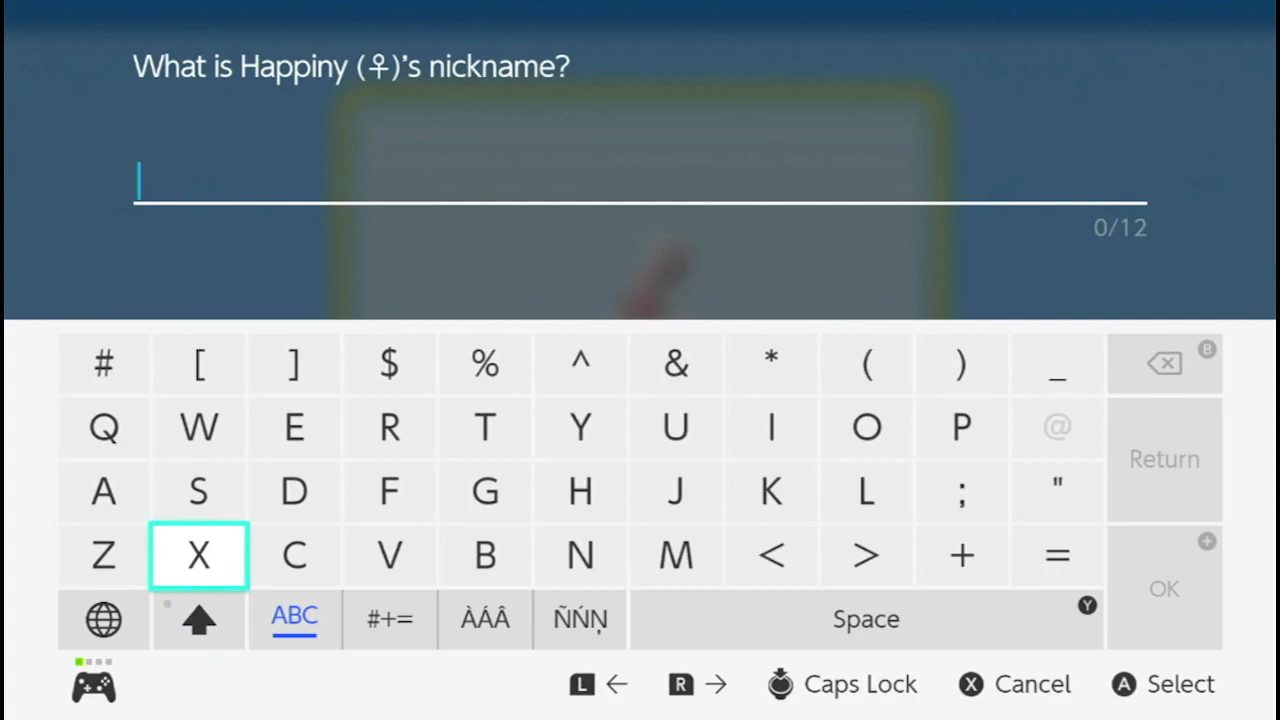 What is Happiny (♀)'s nickname?
0/12
# [ ] $ % ^ & * ( ) _ B
Q W E R T Y U I O P @
Return
A S D F G H J K L ; "
Z X C V B N M < > + = +
OK
ABC #+= ÀÁÂ ÑŃŅ Space Y
L ← R → Caps Lock X Cancel A Select